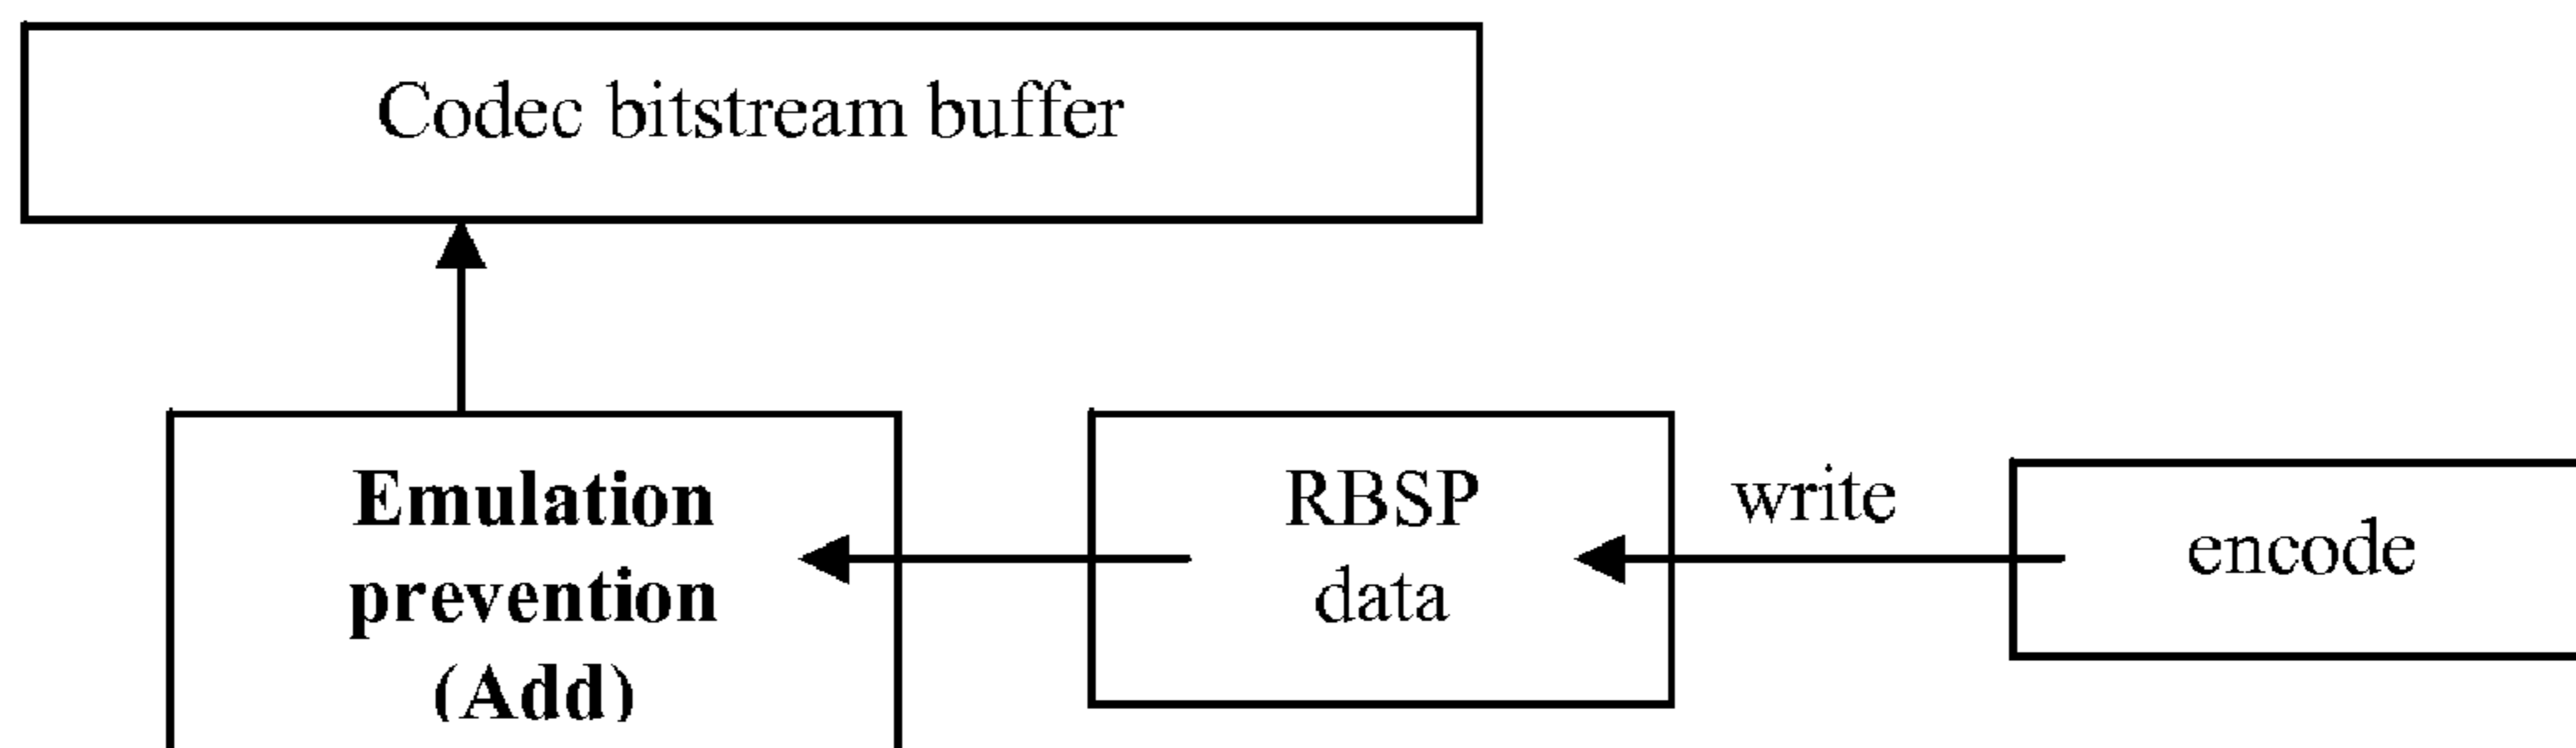 Codec bitstream buffer
Emulation
prevention
(Add)
RBSP
data
write
encode